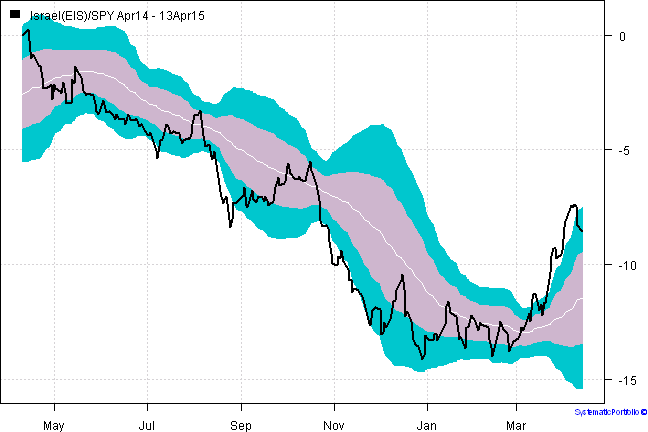 Israel(EIS)/SPY Apr14 - 13Apr15
0
-5
-10
-15
May Jul Sep Nov Jan Mar
SystematicPortfolio ©